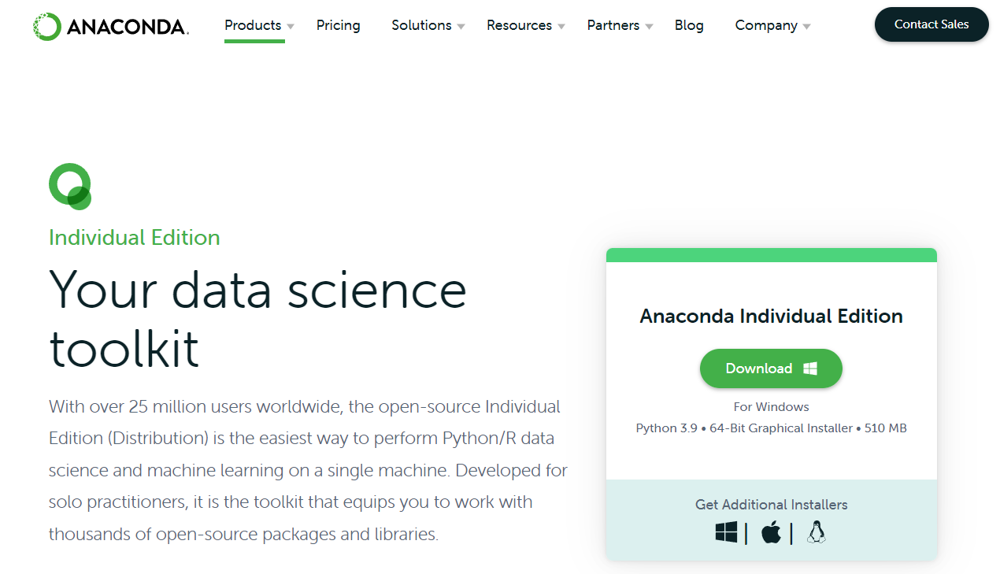 ANACONDA.
Products
Pricing
Solutions
Resources
Partners
Blog
Company
Contact Sales
Individual Edition
Your data science
toolkit
With over 25 million users worldwide, the open-source Individual
Edition (Distribution) is the easiest way to perform Python/R data
science and machine learning on a single machine. Developed for
solo practitioners, it is the toolkit that equips you to work with
thousands of open-source packages and libraries.
Anaconda Individual Edition
Download
For Windows
Python 3.9 • 64-Bit Graphical Installer • 510 MB
Get Additional Installers